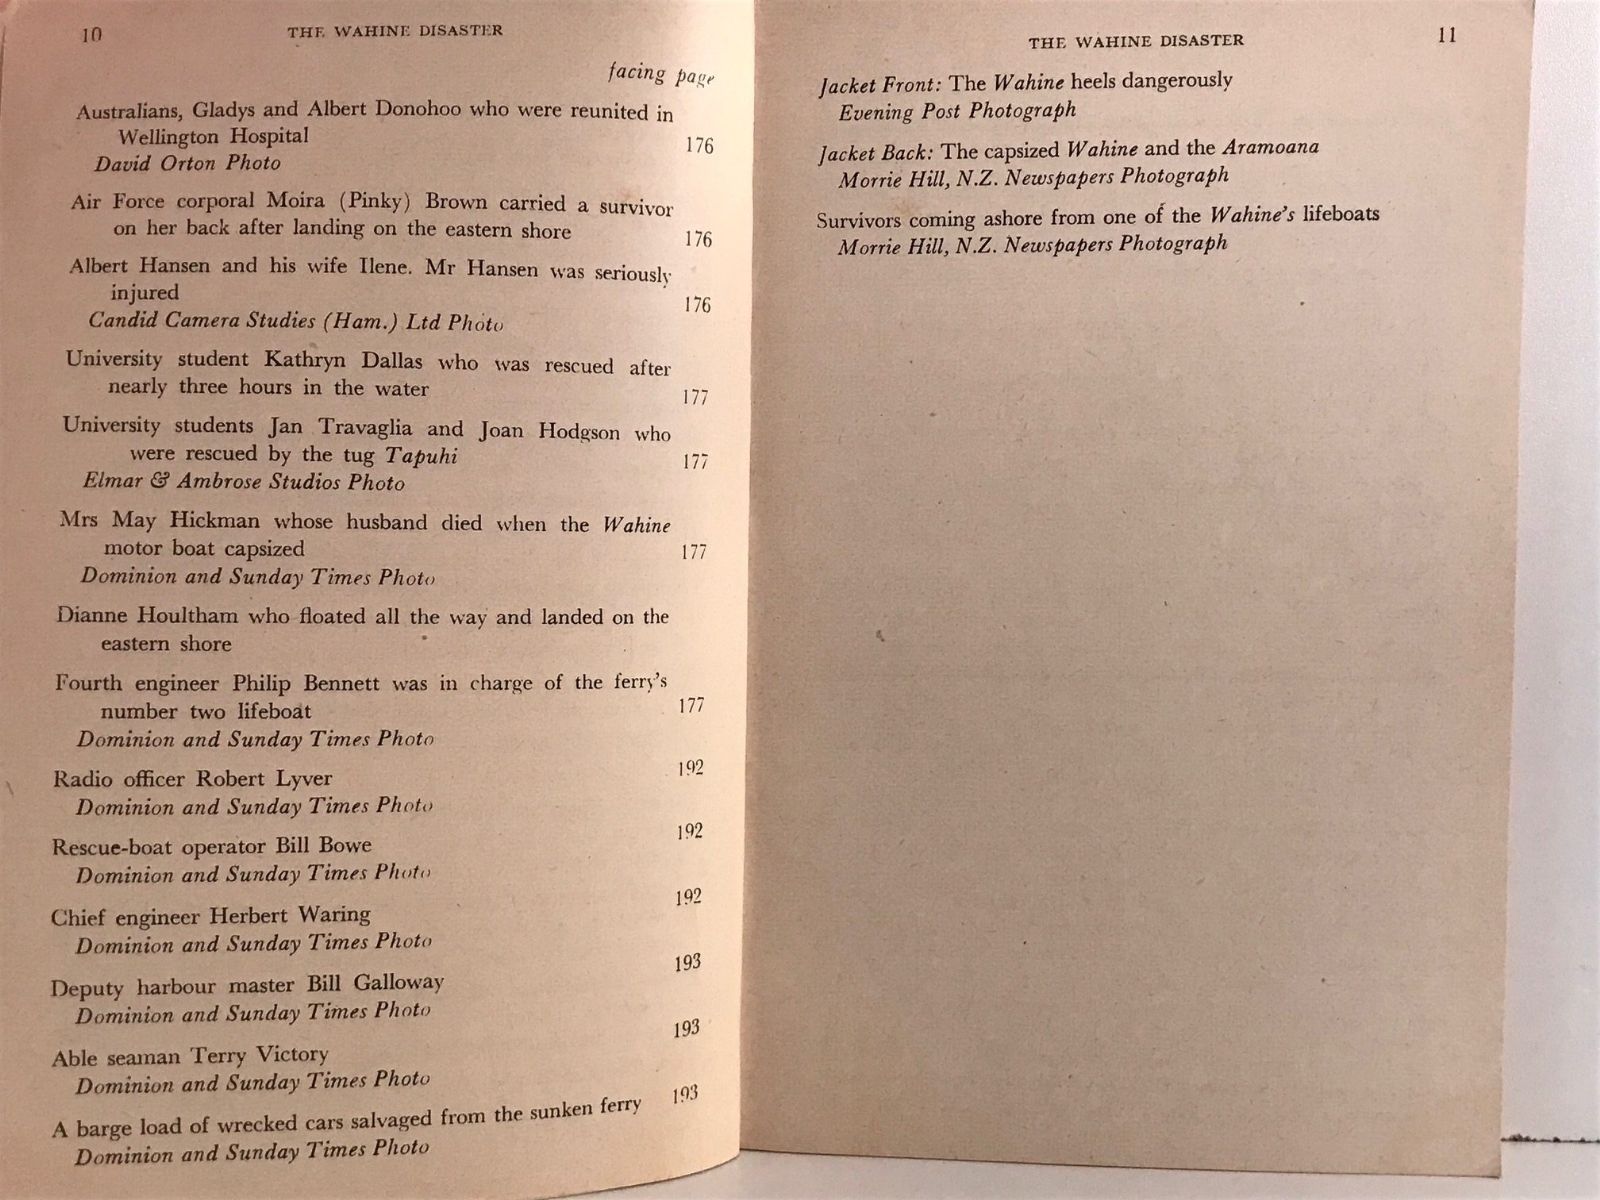 10 THE WAHINE DISASTER
facing page
Australians, Gladys and Albert Donohoo who were reunited in
Wellington Hospital 176
David Orton Photo
Air Force corporal Moira (Pinky) Brown carried a survivor
on her back after landing on the eastern shore 176
Albert Hansen and his wife Ilene. Mr Hansen was seriously
injured 176
Candid Camera Studies (Ham.) Ltd Photo
University student Kathryn Dallas who was rescued after
nearly three hours in the water 177
University students Jan Travaglia and Joan Hodgson who
were rescued by the tug Tapuhi 177
Elmar & Ambrose Studios Photo
Mrs May Hickman whose husband died when the Wahine
motor boat capsized 177
Dominion and Sunday Times Photo
Dianne Houltham who floated all the way and landed on the
eastern shore
Fourth engineer Philip Bennett was in charge of the ferry's
number two lifeboat 177
Dominion and Sunday Times Photo
Radio officer Robert Lyver 192
Dominion and Sunday Times Photo
Rescue-boat operator Bill Bowe 192
Dominion and Sunday Times Photo
Chief engineer Herbert Waring 192
Dominion and Sunday Times Photo
Deputy harbour master Bill Galloway 193
Dominion and Sunday Times Photo
Able seaman Terry Victory 193
Dominion and Sunday Times Photo
A barge load of wrecked cars salvaged from the sunken ferry 193
Dominion and Sunday Times Photo
THE WAHINE DISASTER 11
Jacket Front: The Wahine heels dangerously
Evening Post Photograph
Jacket Back: The capsized Wahine and the Aramoana
Morrie Hill, N.Z. Newspapers Photograph
Survivors coming ashore from one of the Wahine's lifeboats
Morrie Hill, N.Z. Newspapers Photograph